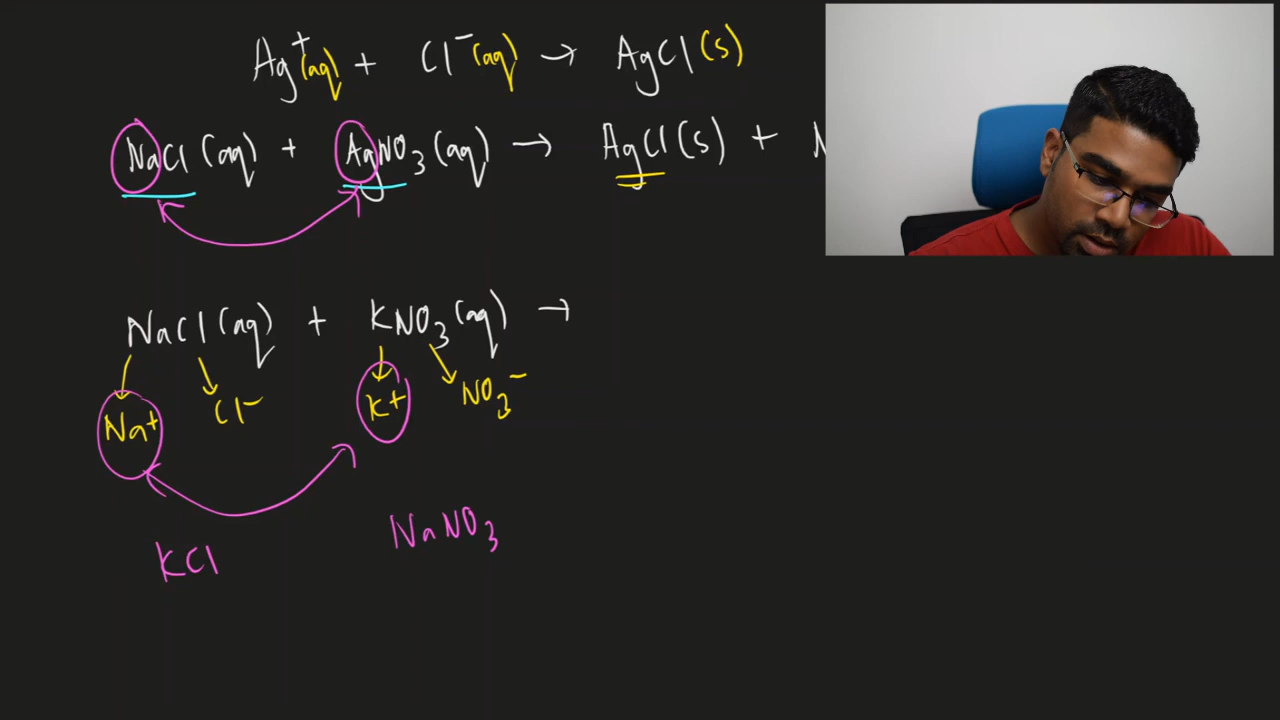 Ag⁺(aq) + Cl⁻(aq) → AgCl(s)
NaCl(aq) + AgNO₃(aq) → AgCl(s) + N
NaCl(aq) + KNO₃(aq) →
Na⁺ Cl⁻ K⁺ NO₃⁻
KCl NaNO₃